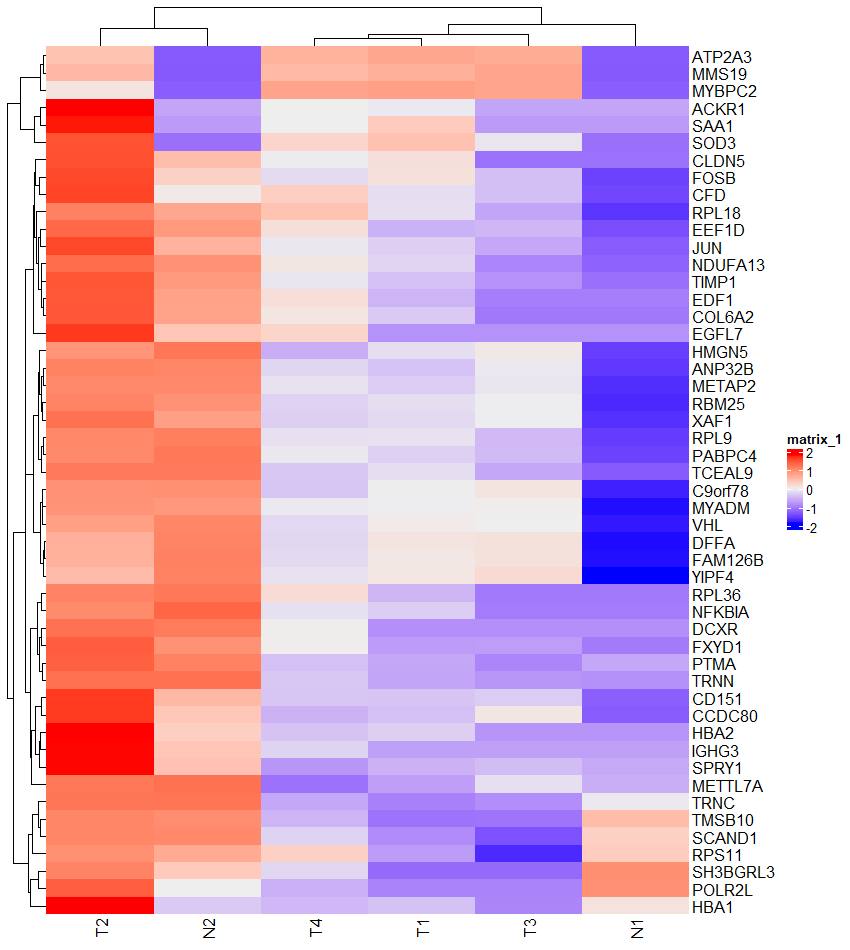 ATP2A3
MMS19
MYBPC2
ACKR1
SAA1
SOD3
CLDN5
FOSB
CFD
RPL18
EEF1D
JUN
NDUFA13
TIMP1
EDF1
COL6A2
EGFL7
HMGN5
ANP32B
METAP2
RBM25
XAF1
RPL9
PABPC4
TCEAL9
C9orf78
MYADM
VHL
DFFA
FAM126B
YIPF4
RPL36
NFKBIA
DCXR
FXYD1
PTMA
TRNN
CD151
CCDC80
HBA2
IGHG3
SPRY1
METTL7A
TRNC
TMSB10
SCAND1
RPS11
SH3BGRL3
POLR2L
HBA1
T2 N2 T4 T1 T3 N1
matrix_1
2
1
0
-1
-2